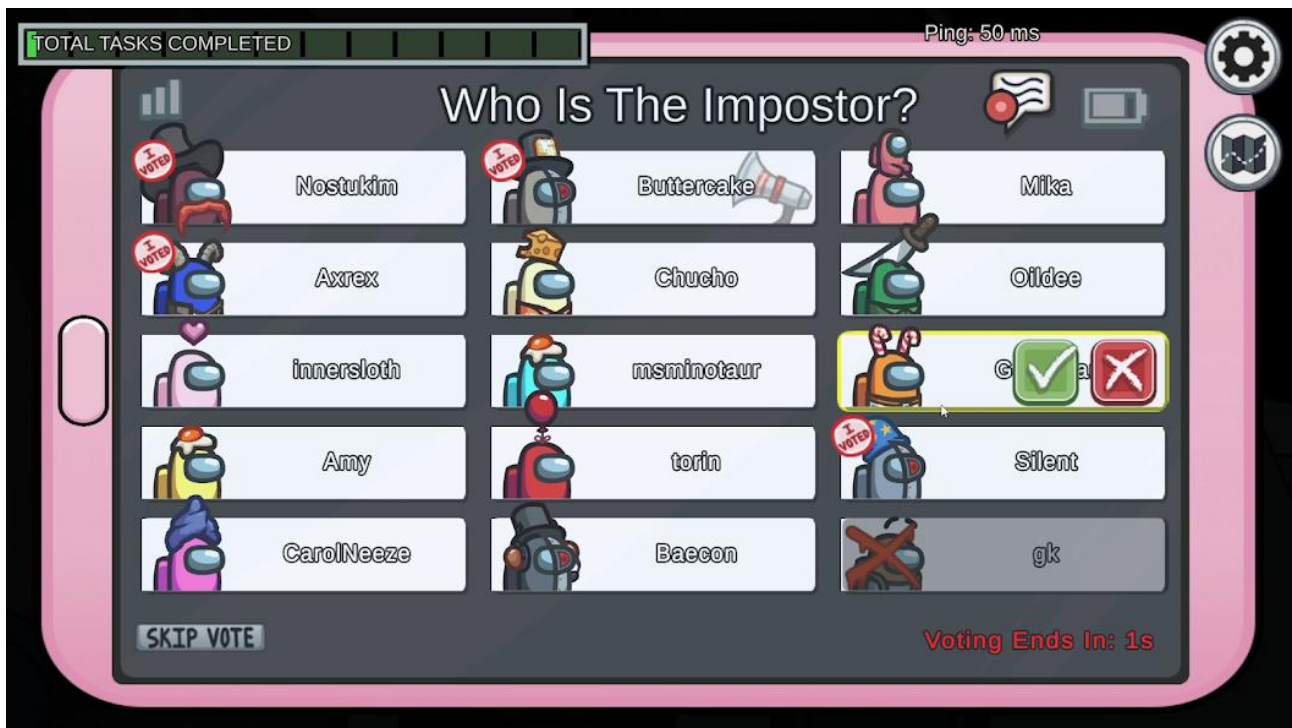 TOTAL TASKS COMPLETED
Ping: 50 ms
Who Is The Impostor?
I VOTED
Nostukim
I VOTED
Buttercake
Mika
I VOTED
Axrex
Chucho
Oildee
innersloth
msminotaur
Amy
torin
I VOTED
Silent
CarolNeeze
Baecon
gk
SKIP VOTE
Voting Ends In: 1s